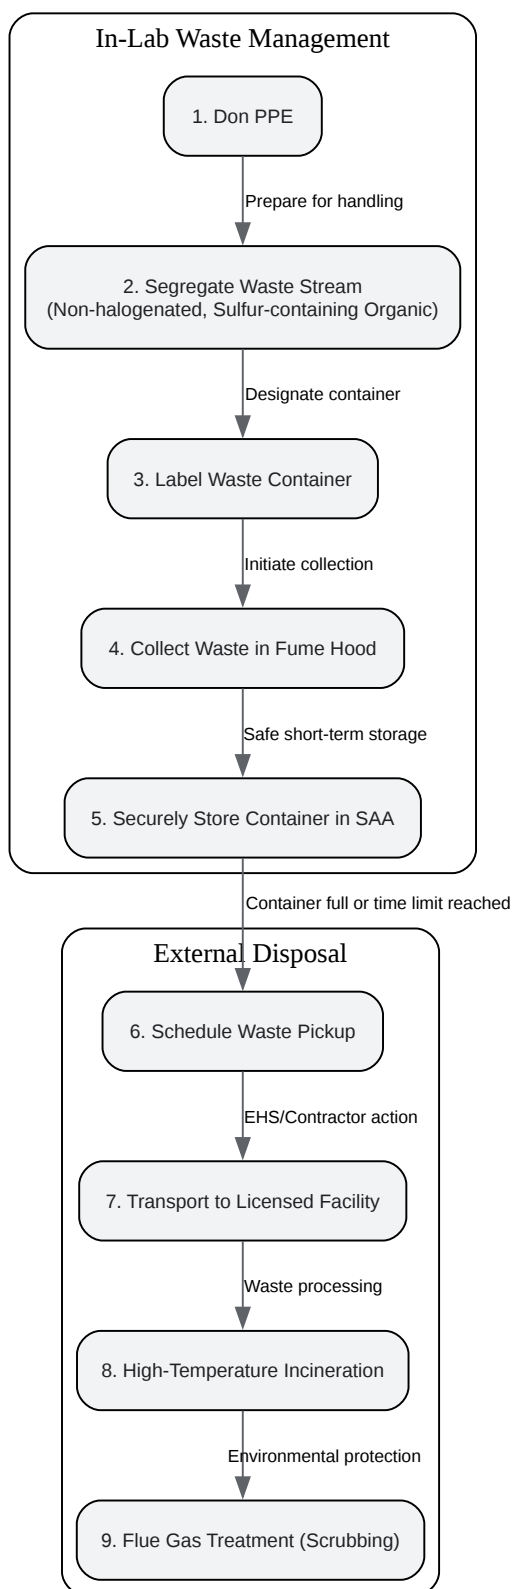 In-Lab Waste Management
1. Don PPE
Prepare for handling
2. Segregate Waste Stream
(Non-halogenated, Sulfur-containing Organic)
Designate container
3. Label Waste Container
Initiate collection
4. Collect Waste in Fume Hood
Safe short-term storage
5. Securely Store Container in SAA
Container full or time limit reached
External Disposal
6. Schedule Waste Pickup
EHS/Contractor action
7. Transport to Licensed Facility
Waste processing
8. High-Temperature Incineration
Environmental protection
9. Flue Gas Treatment (Scrubbing)